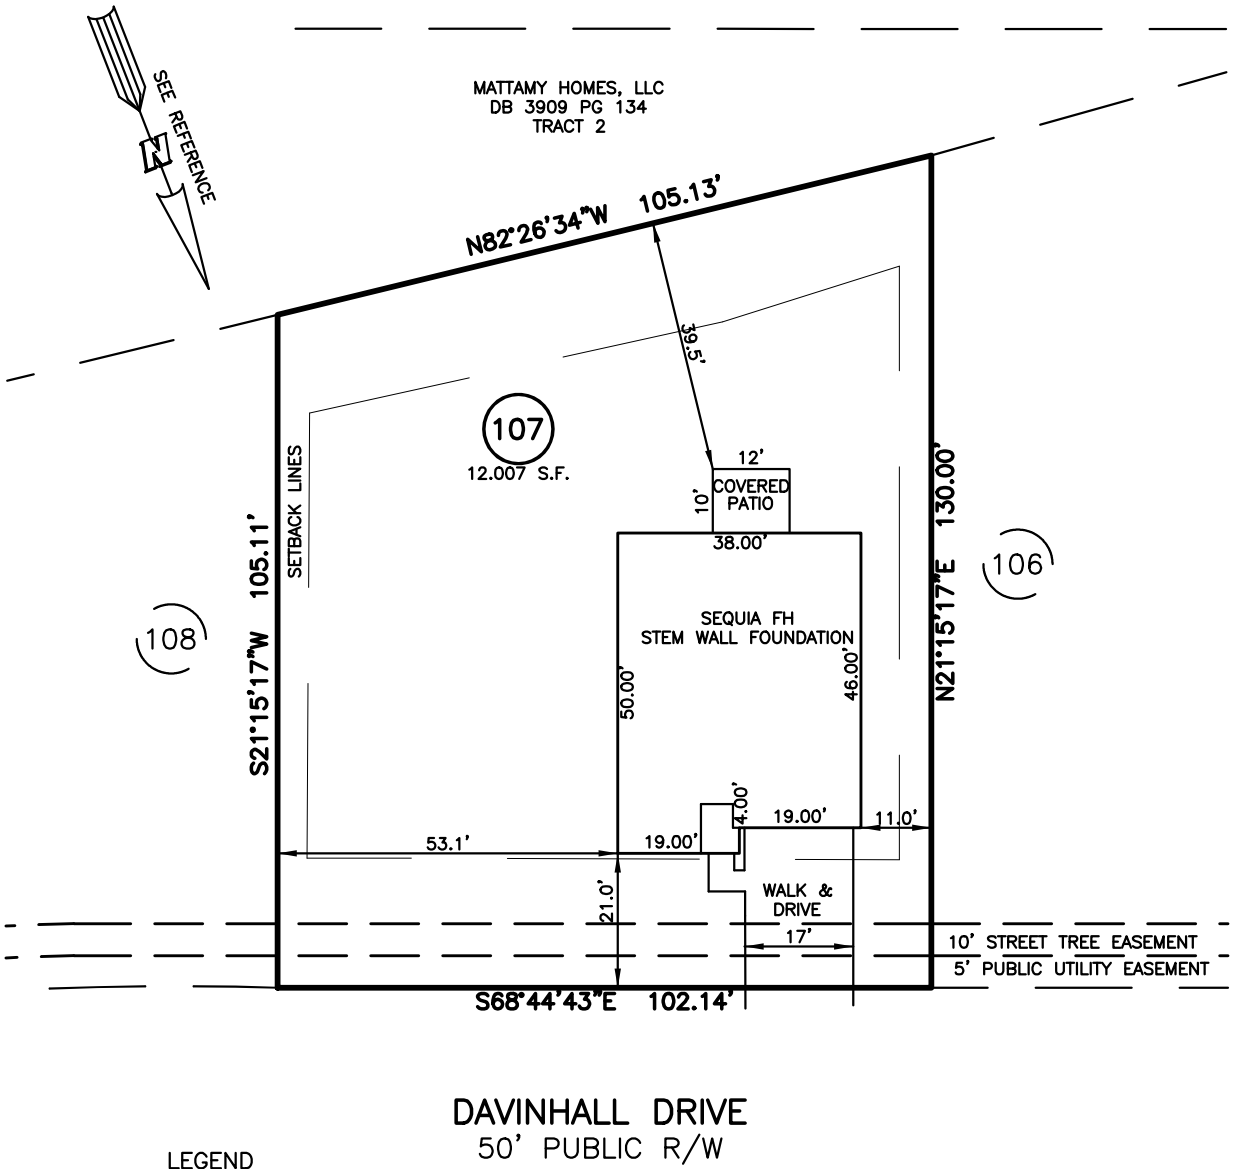 MATTAMY HOMES, LLC
DB 3909 PG 134
TRACT 2
SEE REFERENCE
N
N82°26'34"W 105.13'
39.5'
107
12.007 S.F.
SETBACK LINES
12'
10'
COVERED
PATIO
38.00'
S21°15'17"W 105.11'
N21°15'17"E 130.00'
106
108
SEQUIA FH
STEM WALL FOUNDATION
50.00'
46.00'
4.00'
19.00'
11.0'
53.1'
19.00'
21.0'
WALK &
DRIVE
17'
10' STREET TREE EASEMENT
5' PUBLIC UTILITY EASEMENT
S68°44'43"E 102.14'
DAVINHALL DRIVE
50' PUBLIC R/W
LEGEND